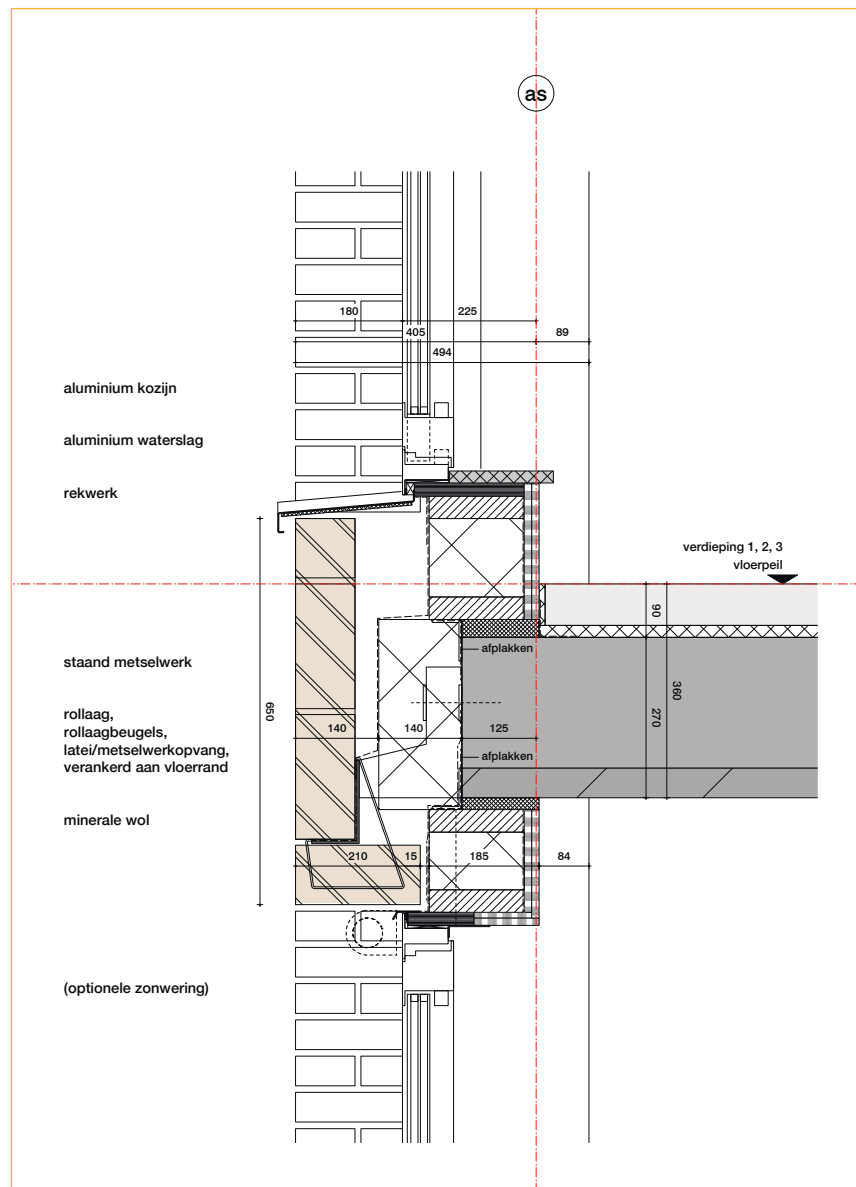 as
180
225
405
89
494
aluminium kozijn
aluminium waterslag
rekwerk
verdieping 1, 2, 3
vloerpeil
90
360
270
650
afplakken
staand metselwerk
rollaag,
rollaagbeugels,
latei/metselwerkopvang,
verankerd aan vloerrand
140
140
125
afplakken
minerale wol
210
15
185
84
(optionele zonwering)